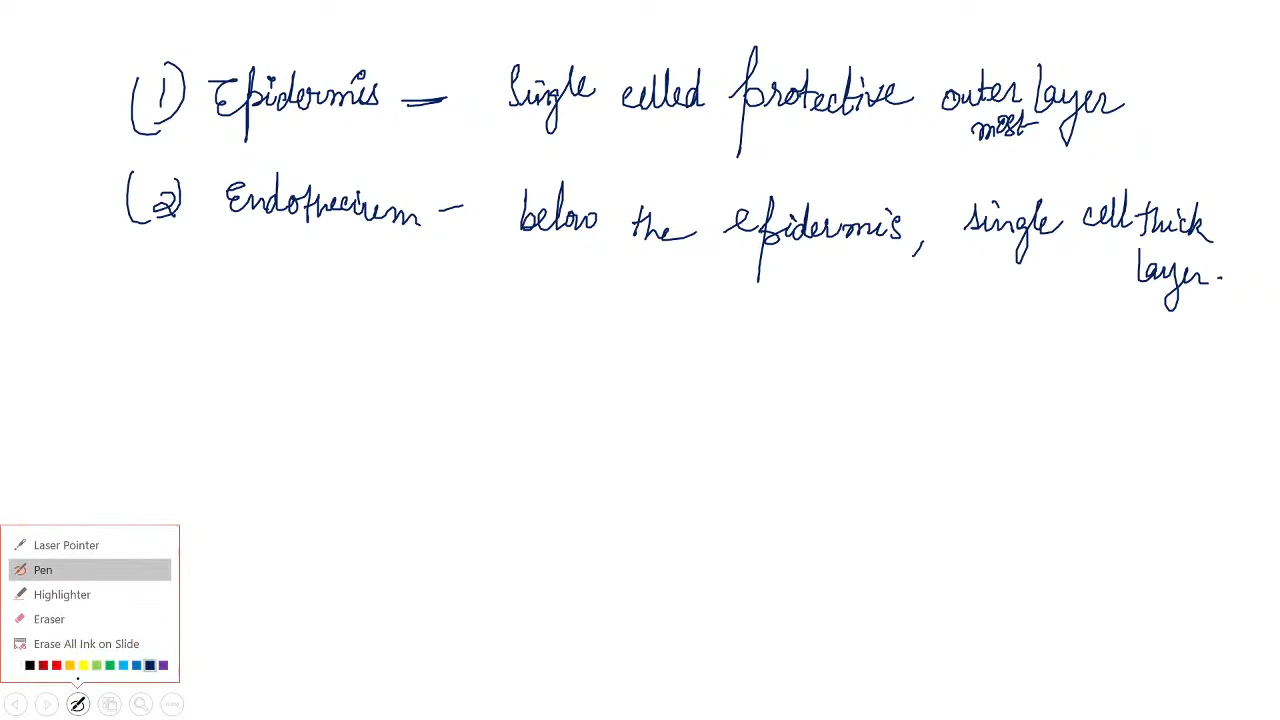 (1) Epidermis — Single celled protective outer layer
most
(2) Endothecium – below the epidermis, single cell thick
layer.
Laser Pointer
Pen
Highlighter
Eraser
Erase All Ink on Slide